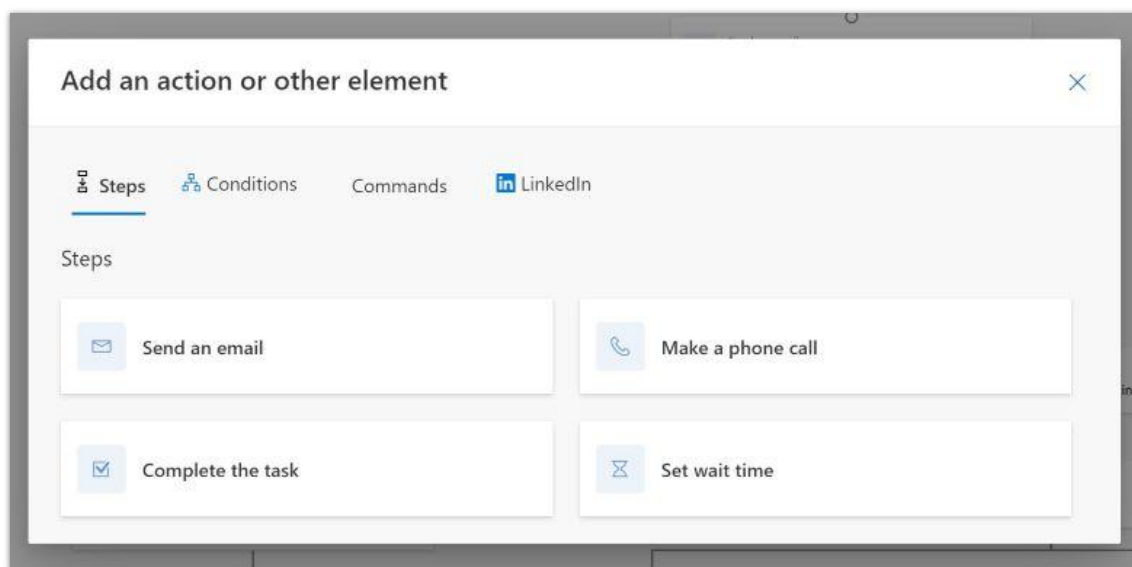 Add an action or other element
Steps
Conditions
Commands
LinkedIn
Steps
Send an email
Make a phone call
Complete the task
Set wait time